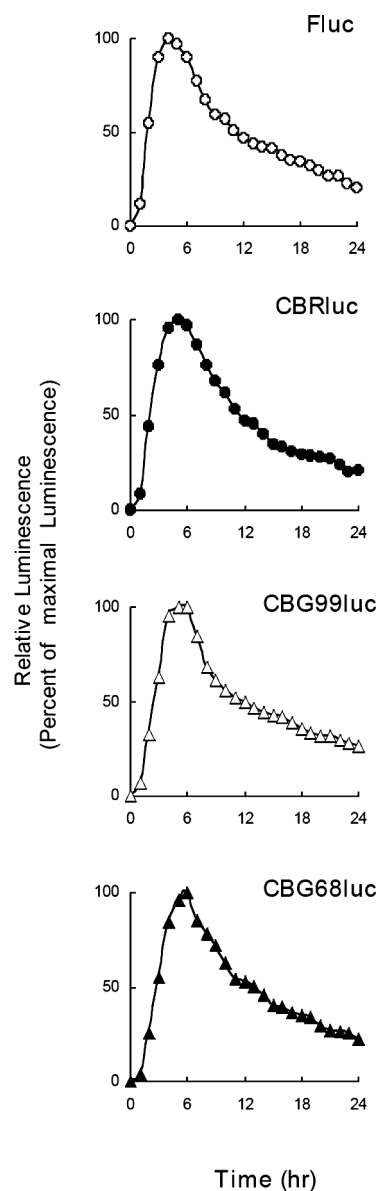 Fluc
100
50
0
0 6 12 18 24
CBRluc
100
50
0
0 6 12 18 24
CBG99luc
100
50
0
0 6 12 18 24
CBG68luc
100
50
0
0 6 12 18 24
Relative Luminescence
(Percent of maximal Luminescence)
Time (hr)